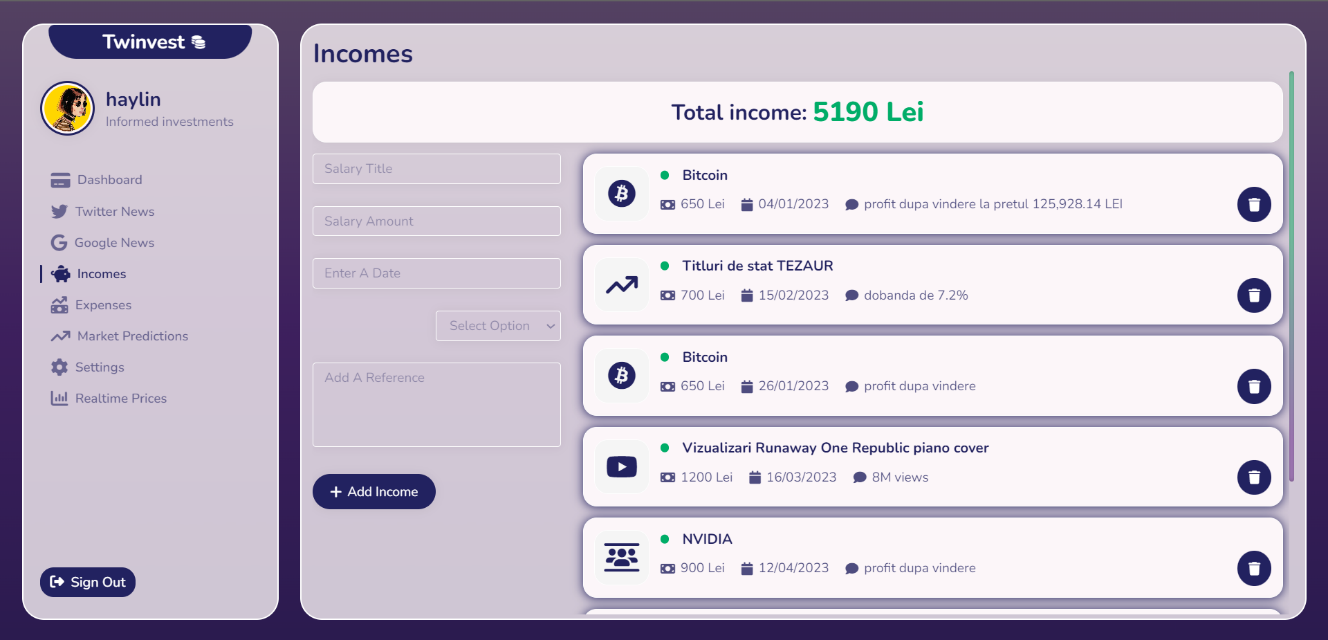 Twinvest
haylin
Informed investments
Dashboard
Twitter News
Google News
Incomes
Expenses
Market Predictions
Settings
Realtime Prices
Sign Out
Incomes
Total income: 5190 Lei
Salary Title
Salary Amount
Enter A Date
Select Option
Add A Reference
Add Income
Bitcoin
650 Lei 04/01/2023 profit dupa vindere la pretul 125,928.14 LEI
Titluri de stat TEZAUR
700 Lei 15/02/2023 dobanda de 7.2%
Bitcoin
650 Lei 26/01/2023 profit dupa vindere
Vizualizari Runaway One Republic piano cover
1200 Lei 16/03/2023 8M views
NVIDIA
900 Lei 12/04/2023 profit dupa vindere